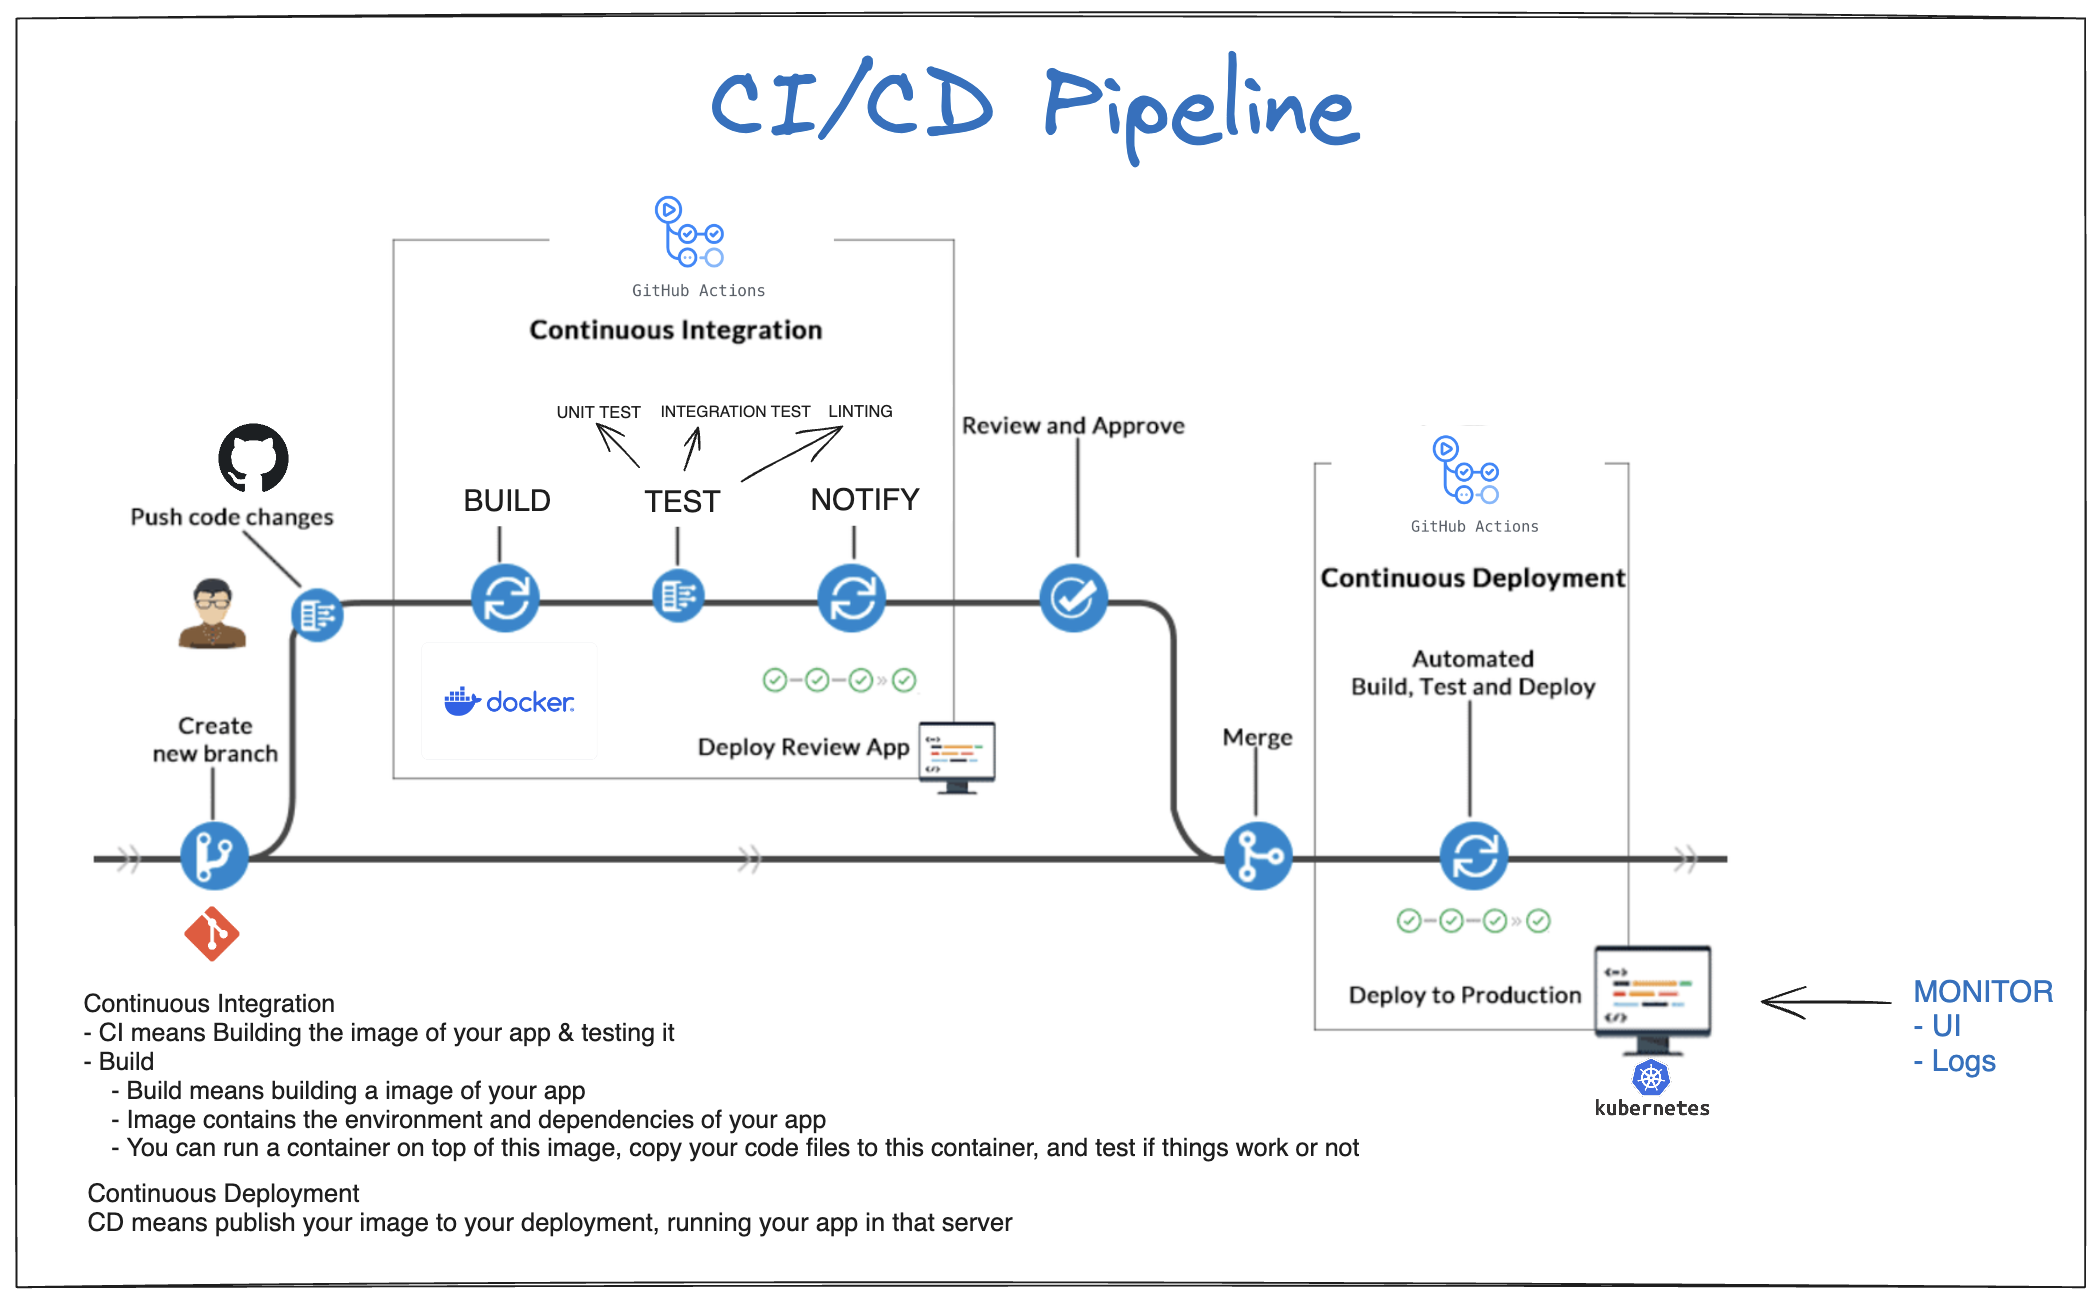 CI/CD Pipeline
GitHub Actions
Continuous Integration
UNIT TEST
INTEGRATION TEST
LINTING
BUILD
TEST
NOTIFY
Review and Approve
Push code changes
docker
Deploy Review App
Create
new branch
Merge
GitHub Actions
Continuous Deployment
Automated
Build, Test and Deploy
Deploy to Production
kubernetes
MONITOR
- UI
- Logs
Continuous Integration
- CI means Building the image of your app & testing it
- Build
- Build means building a image of your app
- Image contains the environment and dependencies of your app
- You can run a container on top of this image, copy your code files to this container, and test if things work or not
Continuous Deployment
CD means publish your image to your deployment, running your app in that server